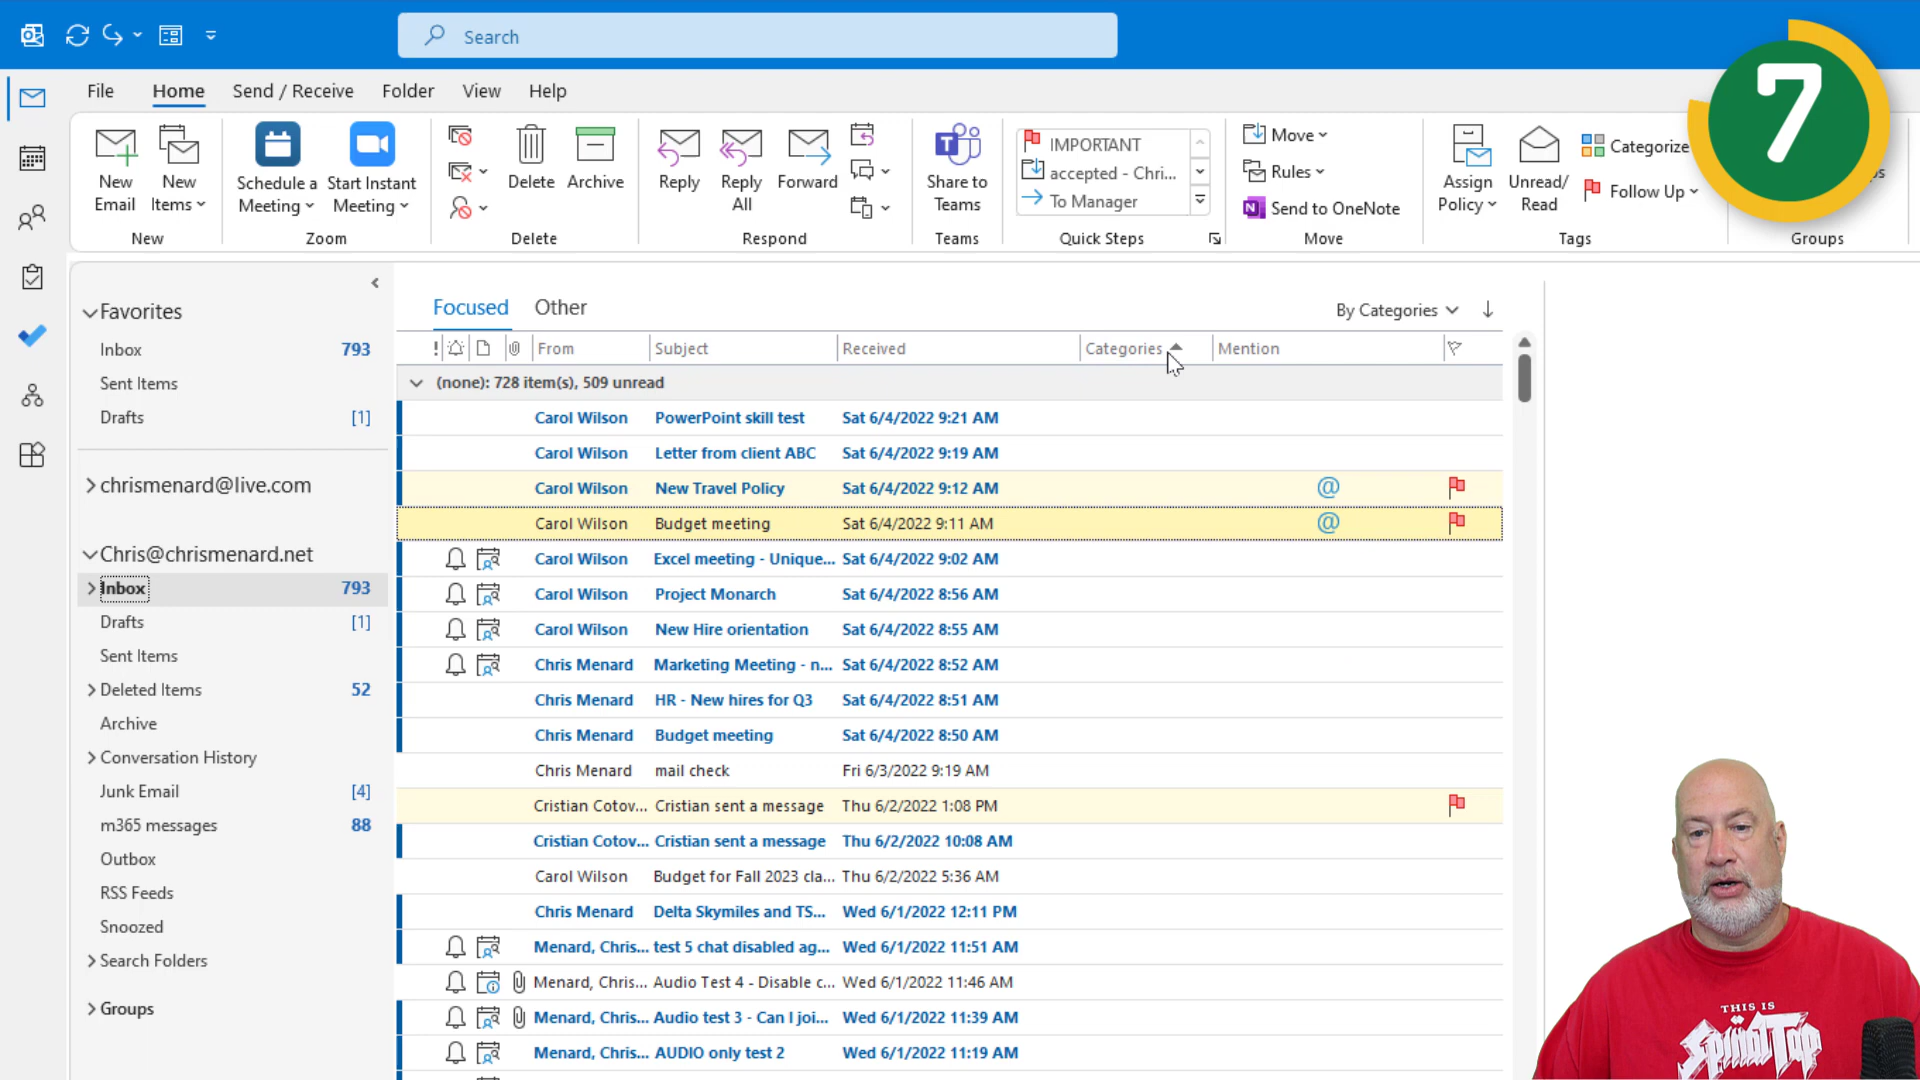 Search
7
File Home Send / Receive Folder View Help
New Email
New Items
New
Schedule a Meeting
Start Instant Meeting
Zoom
Delete
Archive
Delete
Reply
Reply All
Forward
Respond
Share to Teams
Teams
IMPORTANT
accepted - Chri...
To Manager
Quick Steps
Move
Rules
Send to OneNote
Move
Assign Policy
Unread/ Read
Categorize
Follow Up
Tags
Groups
Favorites
Inbox 793
Sent Items
Drafts [1]
chrismenard@live.com
Chris@chrismenard.net
Inbox 793
Drafts [1]
Sent Items
Deleted Items 52
Archive
Conversation History
Junk Email [4]
m365 messages 88
Outbox
RSS Feeds
Snoozed
Search Folders
Groups
Focused Other By Categories
! From Subject Received Categories Mention
(none): 728 item(s), 509 unread
Carol Wilson PowerPoint skill test Sat 6/4/2022 9:21 AM
Carol Wilson Letter from client ABC Sat 6/4/2022 9:19 AM
Carol Wilson New Travel Policy Sat 6/4/2022 9:12 AM @
Carol Wilson Budget meeting Sat 6/4/2022 9:11 AM @
Carol Wilson Excel meeting - Unique... Sat 6/4/2022 9:02 AM
Carol Wilson Project Monarch Sat 6/4/2022 8:56 AM
Carol Wilson New Hire orientation Sat 6/4/2022 8:55 AM
Chris Menard Marketing Meeting - n... Sat 6/4/2022 8:52 AM
Chris Menard HR - New hires for Q3 Sat 6/4/2022 8:51 AM
Chris Menard Budget meeting Sat 6/4/2022 8:50 AM
Chris Menard mail check Fri 6/3/2022 9:19 AM
Cristian Cotov... Cristian sent a message Thu 6/2/2022 1:08 PM
Cristian Cotov... Cristian sent a message Thu 6/2/2022 10:08 AM
Carol Wilson Budget for Fall 2023 cla... Thu 6/2/2022 5:36 AM
Chris Menard Delta Skymiles and TS... Wed 6/1/2022 12:11 PM
Menard, Chris... test 5 chat disabled ag... Wed 6/1/2022 11:51 AM
Menard, Chris... Audio Test 4 - Disable c... Wed 6/1/2022 11:46 AM
Menard, Chris... Audio test 3 - Can I joi... Wed 6/1/2022 11:39 AM
Menard, Chris... AUDIO only test 2 Wed 6/1/2022 11:19 AM
THIS IS
Spın̈al Tap